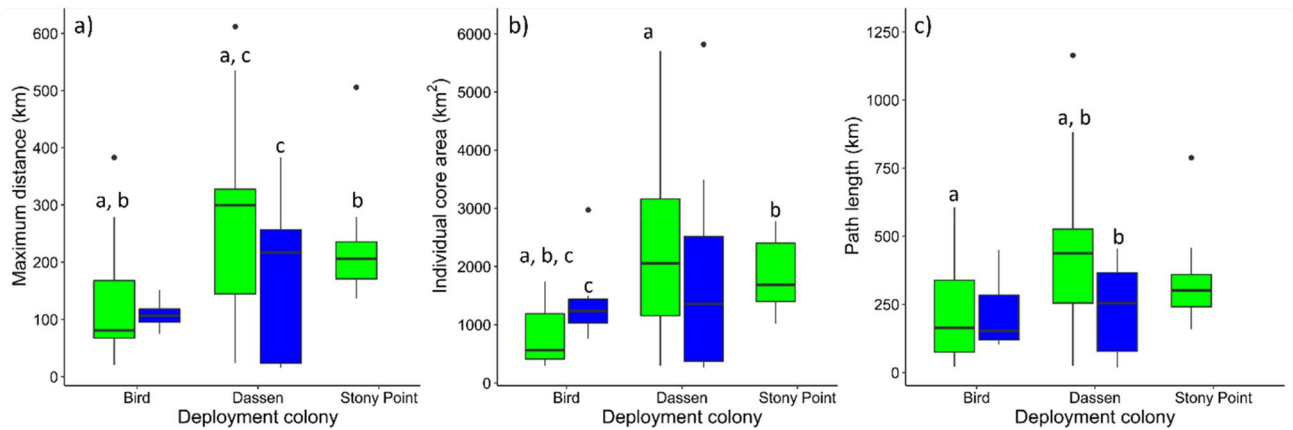 a)
Maximum distance (km)
600
500
400
300
200
100
0
a, b
a, c
c
b
Bird
Dassen
Stony Point
Deployment colony
b)
Individual core area (km²)
6000
5000
4000
3000
2000
1000
0
a, b, c
c
a
b
Bird
Dassen
Stony Point
Deployment colony
c)
Path length (km)
1250
1000
750
500
250
0
a
a, b
b
Bird
Dassen
Stony Point
Deployment colony